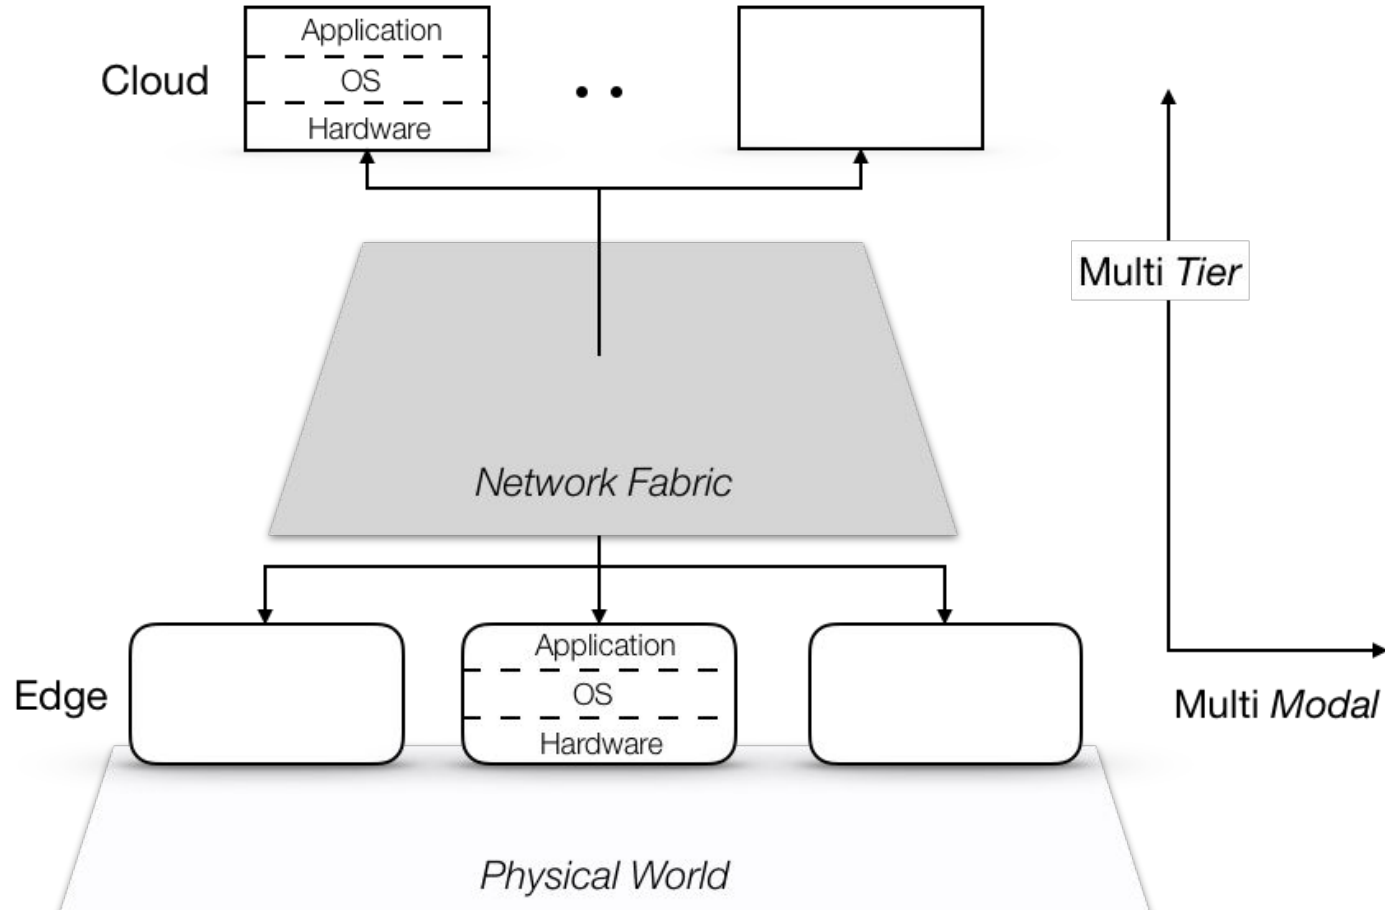 Application
Cloud
OS
Hardware
Multi Tier
Network Fabric
Application
Edge
OS
Multi Modal
Hardware
Physical World